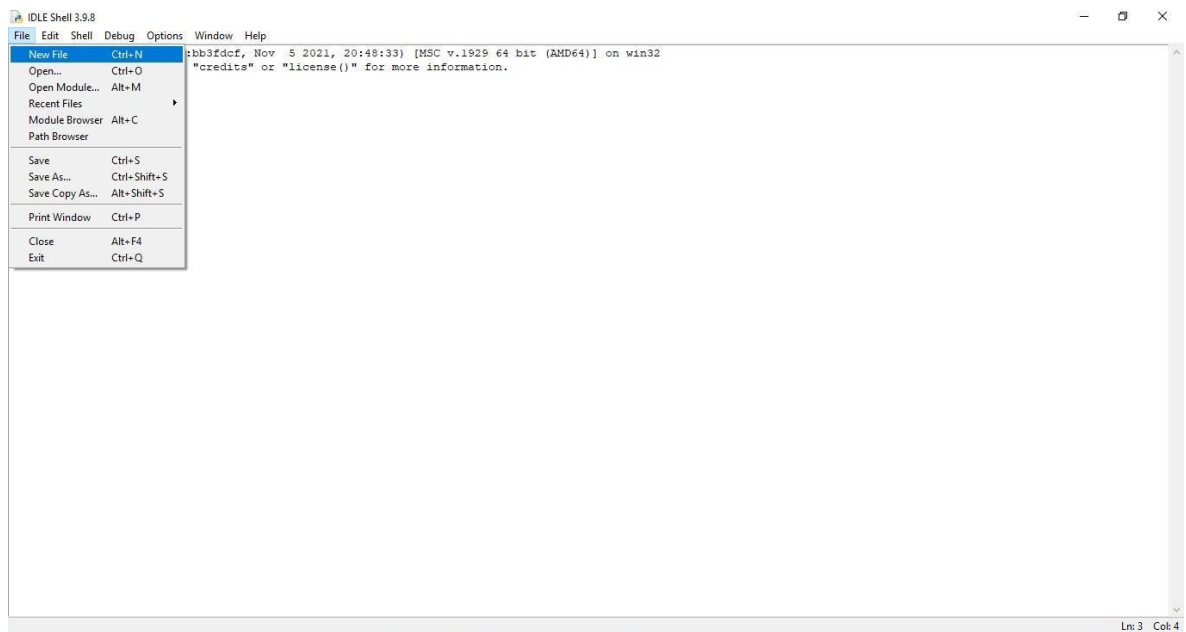 IDLE Shell 3.9.8
File Edit Shell Debug Options Window Help
New File Ctrl+N
:bb3fdcf, Nov  5 2021, 20:48:33) [MSC v.1929 64 bit (AMD64)] on win32
Open... Ctrl+O
"credits" or "license()" for more information.
Open Module... Alt+M
Recent Files
Module Browser Alt+C
Path Browser
Save Ctrl+S
Save As... Ctrl+Shift+S
Save Copy As... Alt+Shift+S
Print Window Ctrl+P
Close Alt+F4
Exit Ctrl+Q
Ln: 3 Col: 4